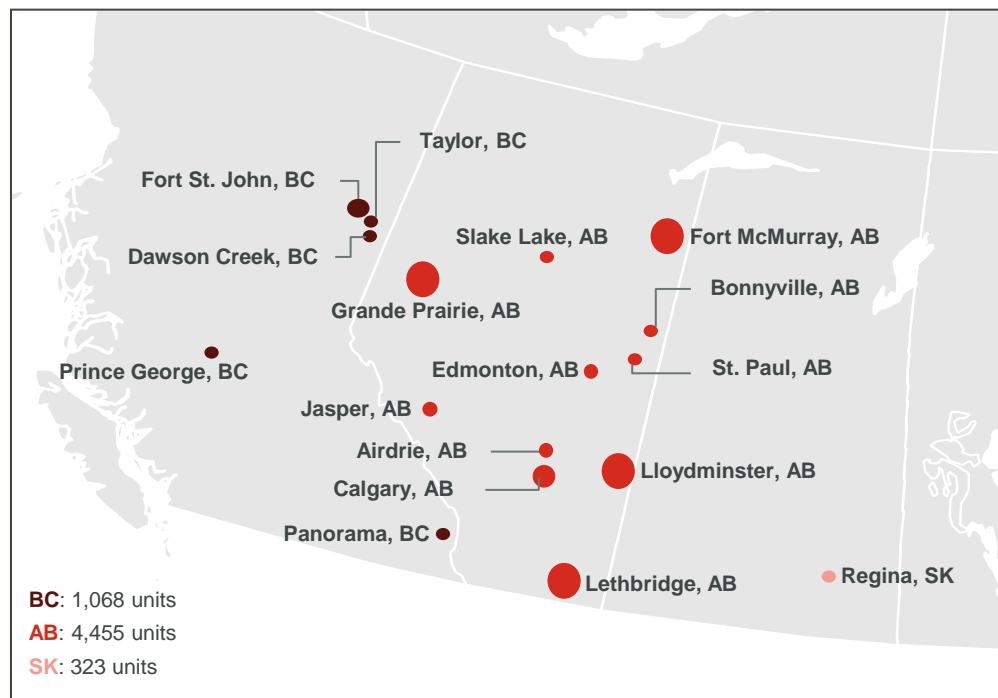 Taylor, BC
Fort St. John, BC
Dawson Creek, BC
Slake Lake, AB
Fort McMurray, AB
Bonnyville, AB
Grande Prairie, AB
Prince George, BC
Edmonton, AB
St. Paul, AB
Jasper, AB
Airdrie, AB
Lloydminster, AB
Calgary, AB
Panorama, BC
Lethbridge, AB
Regina, SK
BC: 1,068 units
AB: 4,455 units
SK: 323 units